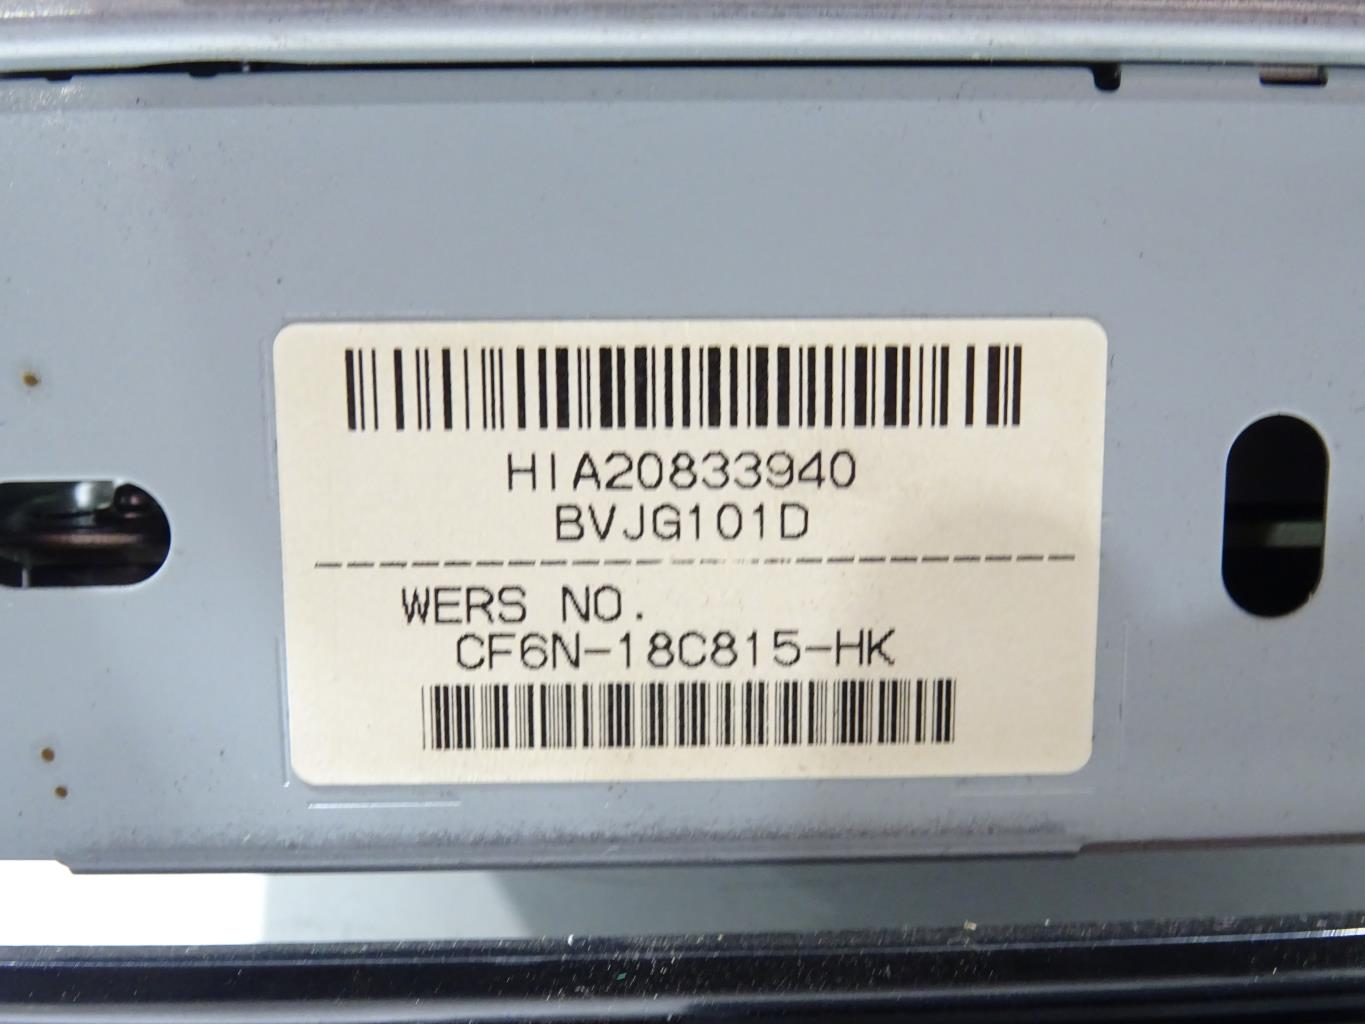 HIA20833940
BVJG101D
WERS NO.
CF6N-18C815-HK